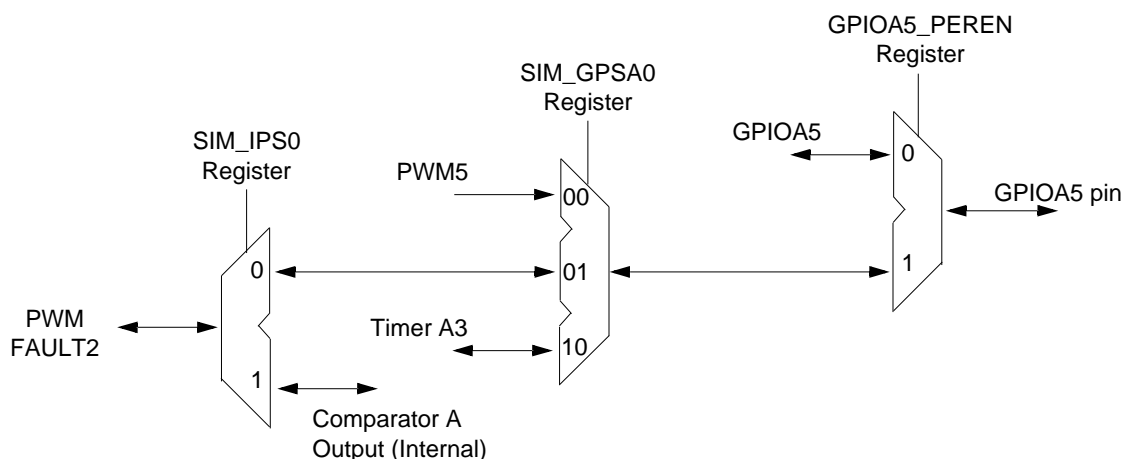 GPIOA5_PEREN
Register
SIM_GPSA0
Register
GPIOA5
0
SIM_IPS0
Register
PWM5
00
GPIOA5 pin
0
01
1
PWM
FAULT2
Timer A3
10
1
Comparator A
Output (Internal)